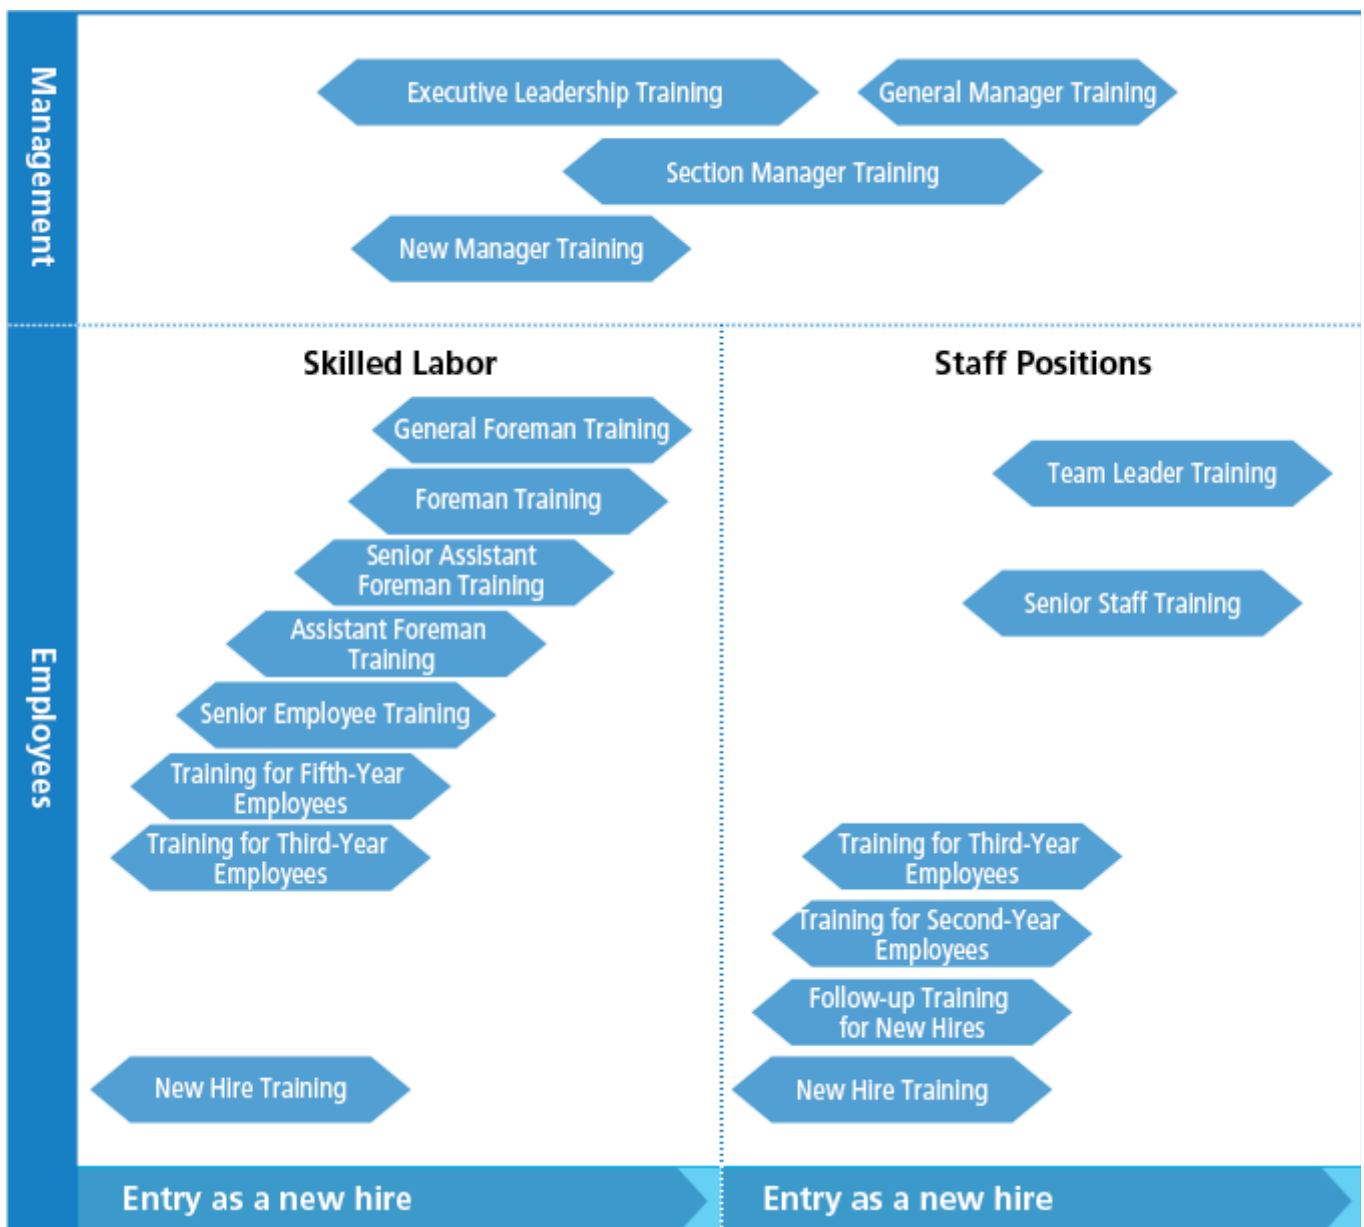 Management
Executive Leadership Training
General Manager Training
Section Manager Training
New Manager Training
Employees
Skilled Labor
General Foreman Training
Foreman Training
Senior Assistant
Foreman Training
Assistant Foreman
Training
Senior Employee Training
Training for Fifth-Year
Employees
Training for Third-Year
Employees
New Hire Training
Entry as a new hire
Staff Positions
Team Leader Training
Senior Staff Training
Training for Third-Year
Employees
Training for Second-Year
Employees
Follow-up Training
for New Hires
New Hire Training
Entry as a new hire